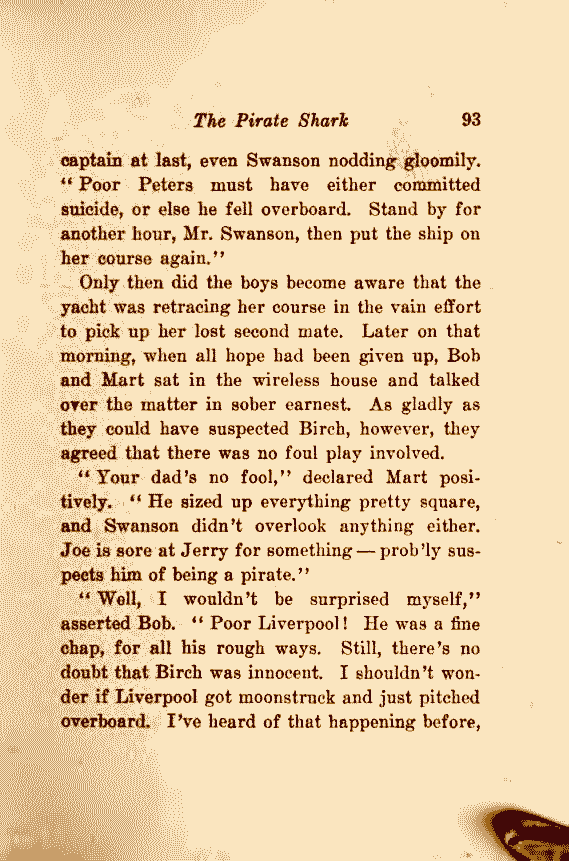 The Pirate Shark 93
captain at last, even Swanson nodding gloomily.
“ Poor Peters must have either committed
suicide, or else he fell overboard. Stand by for
another hour, Mr. Swanson, then put the ship on
her course again.”
Only then did the boys become aware that the
yacht was retracing her course in the vain effort
to pick up her lost second mate. Later on that
morning, when all hope had been given up, Bob
and Mart sat in the wireless house and talked
over the matter in sober earnest. As gladly as
they could have suspected Birch, however, they
agreed that there was no foul play involved.
“ Your dad’s no fool,” declared Mart posi-
tively. “ He sized up everything pretty square,
and Swanson didn’t overlook anything either.
Joe is sore at Jerry for something — prob’ly sus-
pects him of being a pirate.”
“ Well, I wouldn’t be surprised myself,”
asserted Bob. “ Poor Liverpool! He was a fine
chap, for all his rough ways. Still, there’s no
doubt that Birch was innocent. I shouldn’t won-
der if Liverpool got moonstruck and just pitched
overboard. I’ve heard of that happening before,